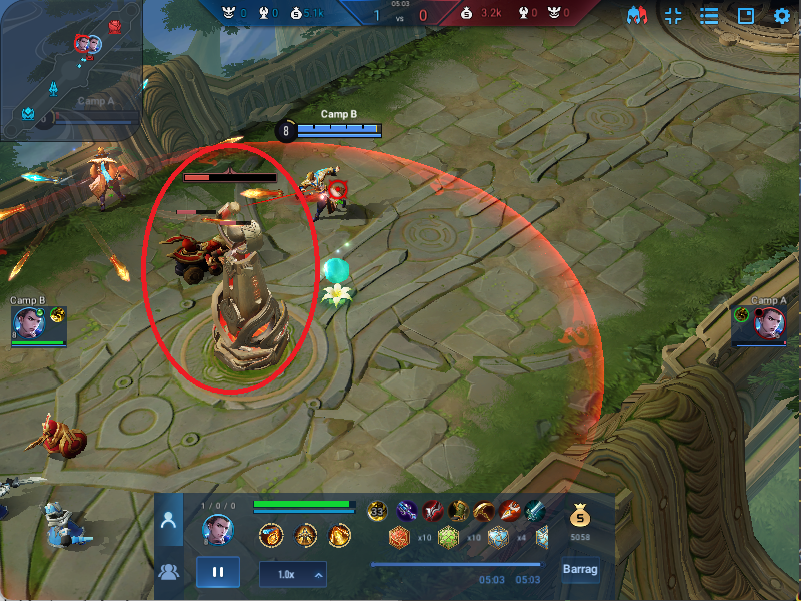 05:03
0 0 5.1k 1 vs 0 3.2k 0 0
Camp A
Camp B
8
Camp B
Camp A
1 / 0 / 0
33
S
x10 x10 x4
5058
1.0x
05:03 05:03
Barrag